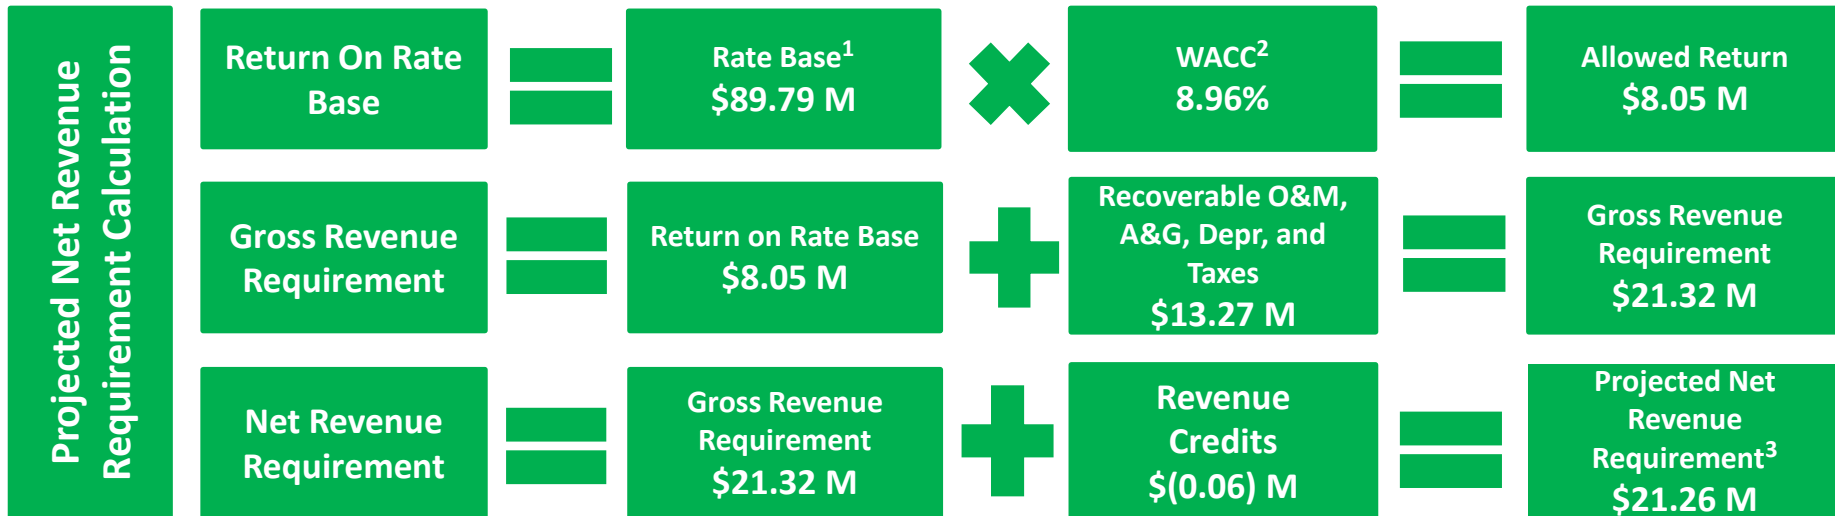 Projected Net Revenue
Requirement Calculation
Return On Rate
Base
Rate Base¹
$89.79 M
WACC²
8.96%
Allowed Return
$8.05 M
Gross Revenue
Requirement
Return on Rate Base
$8.05 M
Recoverable O&M,
A&G, Depr, and
Taxes
$13.27 M
Gross Revenue
Requirement
$21.32 M
Net Revenue
Requirement
Gross Revenue
Requirement
$21.32 M
Revenue
Credits
$(0.06) M
Projected Net
Revenue
Requirement³
$21.26 M